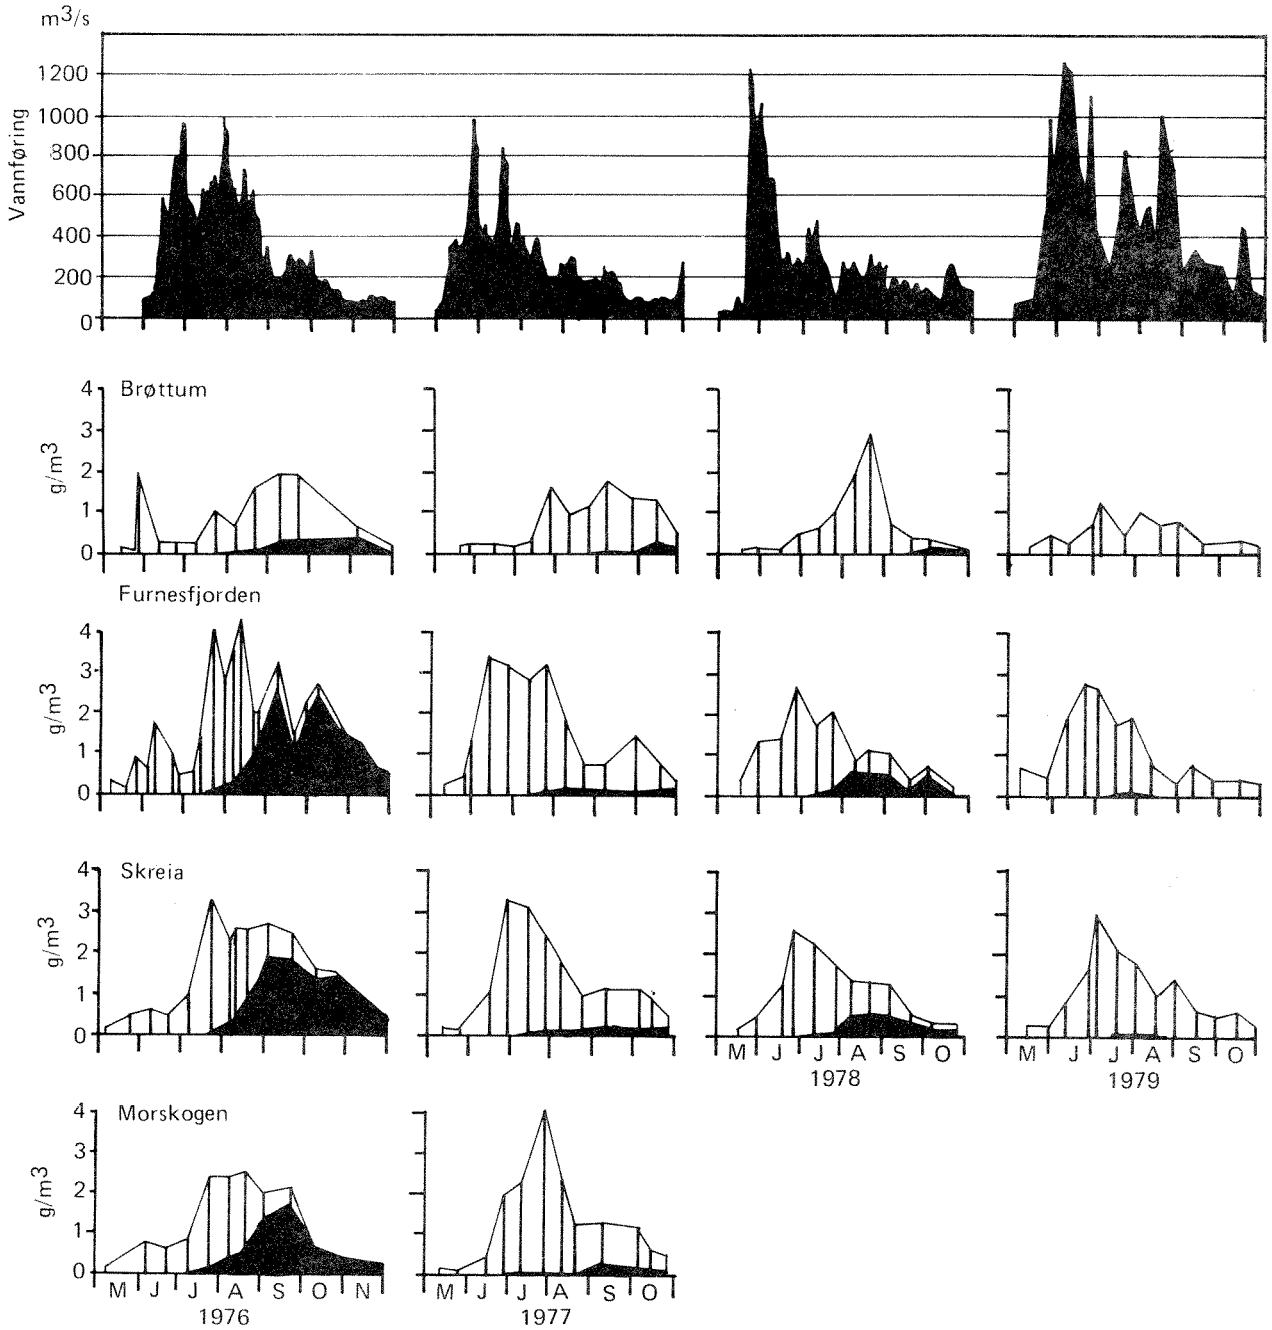 m3/s
Vannføring
1200
1000
800
600
400
200
0
Brøttum
g/m3
4
3
2
1
0
Furnesfjorden
g/m3
4
3
2
1
0
Skreia
g/m3
4
3
2
1
0
M J J A S O
1978
M J J A S O
1979
Morskogen
g/m3
4
3
2
1
0
M J J A S O N
1976
M J J A S O
1977